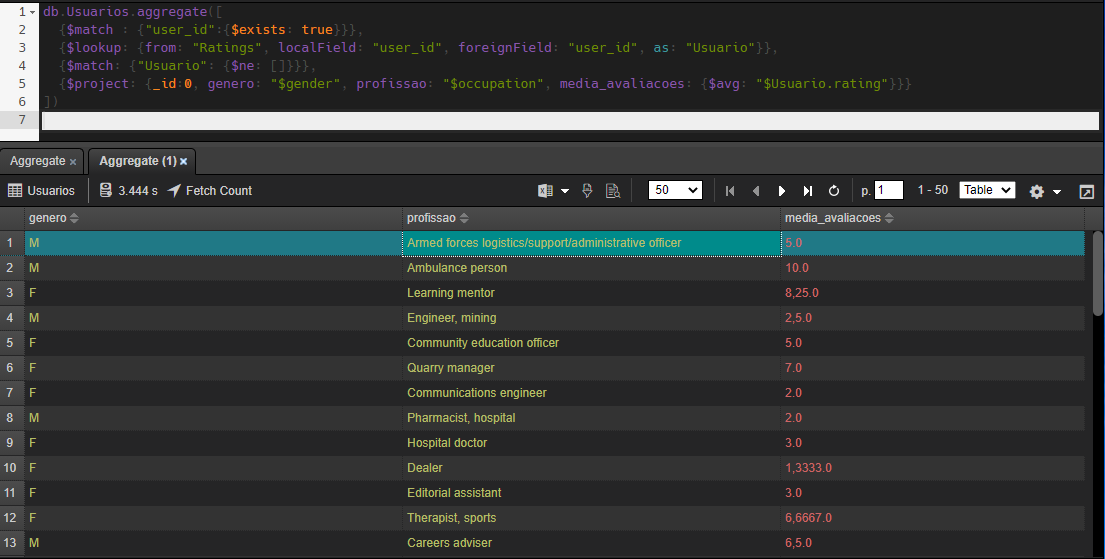 1 db.Usuarios.aggregate([
2 {$match : {"user_id":{$exists: true}}},
3 {$lookup: {from: "Ratings", localField: "user_id", foreignField: "user_id", as: "Usuario"}},
4 {$match: {"Usuario": {$ne: []}}},
5 {$project: {_id:0, genero: "$gender", profissao: "$occupation", media_avaliacoes: {$avg: "$Usuario.rating"}}}
6 ])
7
Aggregate × Aggregate (1) ×
Usuarios 3.444 s Fetch Count 50 p. 1 1 - 50 Table
genero profissao media_avaliacoes
1 M Armed forces logistics/support/administrative officer 5.0
2 M Ambulance person 10.0
3 F Learning mentor 8,25.0
4 M Engineer, mining 2,5.0
5 F Community education officer 5.0
6 F Quarry manager 7.0
7 F Communications engineer 2.0
8 M Pharmacist, hospital 2.0
9 F Hospital doctor 3.0
10 F Dealer 1,3333.0
11 F Editorial assistant 3.0
12 F Therapist, sports 6,6667.0
13 M Careers adviser 6,5.0